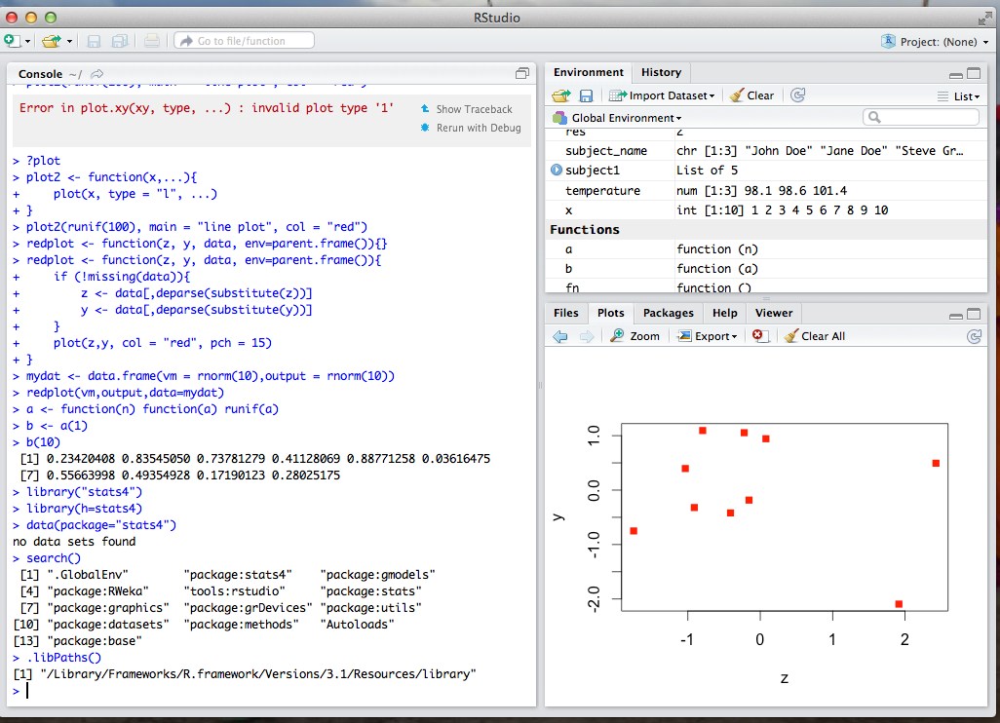 RStudio
Go to file/function
Project: (None)
Console ~/
Error in plot.xy(xy, type, ...) : invalid plot type '1'
Show Traceback
Rerun with Debug
> ?plot
> plot2 <- function(x,...){
+     plot(x, type = "l", ...)
+ }
> plot2(runif(100), main = "line plot", col = "red")
> redplot <- function(z, y, data, env=parent.frame()){}
> redplot <- function(z, y, data, env=parent.frame()){
+     if (!missing(data)){
+         z <- data[,deparse(substitute(z))]
+         y <- data[,deparse(substitute(y))]
+     }
+     plot(z,y, col = "red", pch = 15)
+ }
> mydat <- data.frame(vm = rnorm(10),output = rnorm(10))
> redplot(vm,output,data=mydat)
> a <- function(n) function(a) runif(a)
> b <- a(1)
> b(10)
[1] 0.23420408 0.83545050 0.73781279 0.41128069 0.88771258 0.03616475
[7] 0.55663998 0.49354928 0.17190123 0.28025175
> library("stats4")
> library(h=stats4)
> data(package="stats4")
no data sets found
> search()
[1] ".GlobalEnv" "package:stats4" "package:gmodels"
[4] "package:RWeka" "tools:rstudio" "package:stats"
[7] "package:graphics" "package:grDevices" "package:utils"
[10] "package:datasets" "package:methods" "Autoloads"
[13] "package:base"
> .libPaths()
[1] "/Library/Frameworks/R.framework/Versions/3.1/Resources/library"
>
Environment History
Import Dataset Clear List
Global Environment
res 2
subject_name chr [1:3] "John Doe" "Jane Doe" "Steve Gr…
subject1 List of 5
temperature num [1:3] 98.1 98.6 101.4
x int [1:10] 1 2 3 4 5 6 7 8 9 10
Functions
a function (n)
b function (a)
fn function ()
Files Plots Packages Help Viewer
Zoom Export Clear All
1.0
0.0
-1.0
-2.0
y
-1 0 1 2
z